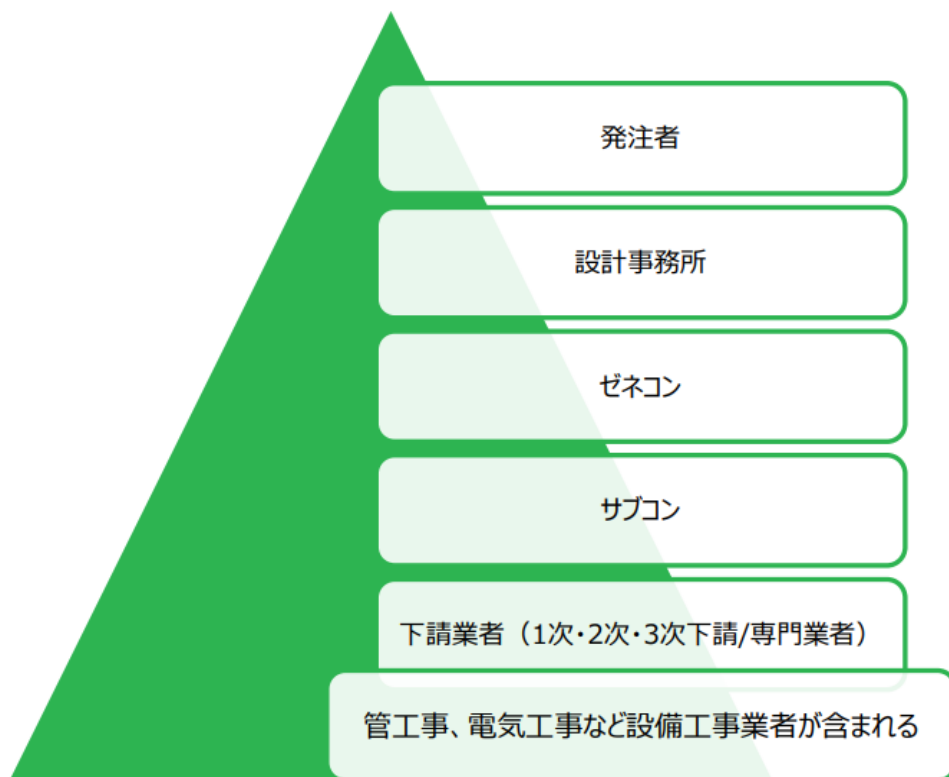 発注者
設計事務所
ゼネコン
サブコン
下請業者（1次・2次・3次下請/専門業者）
管工事、電気工事など設備工事業者が含まれる